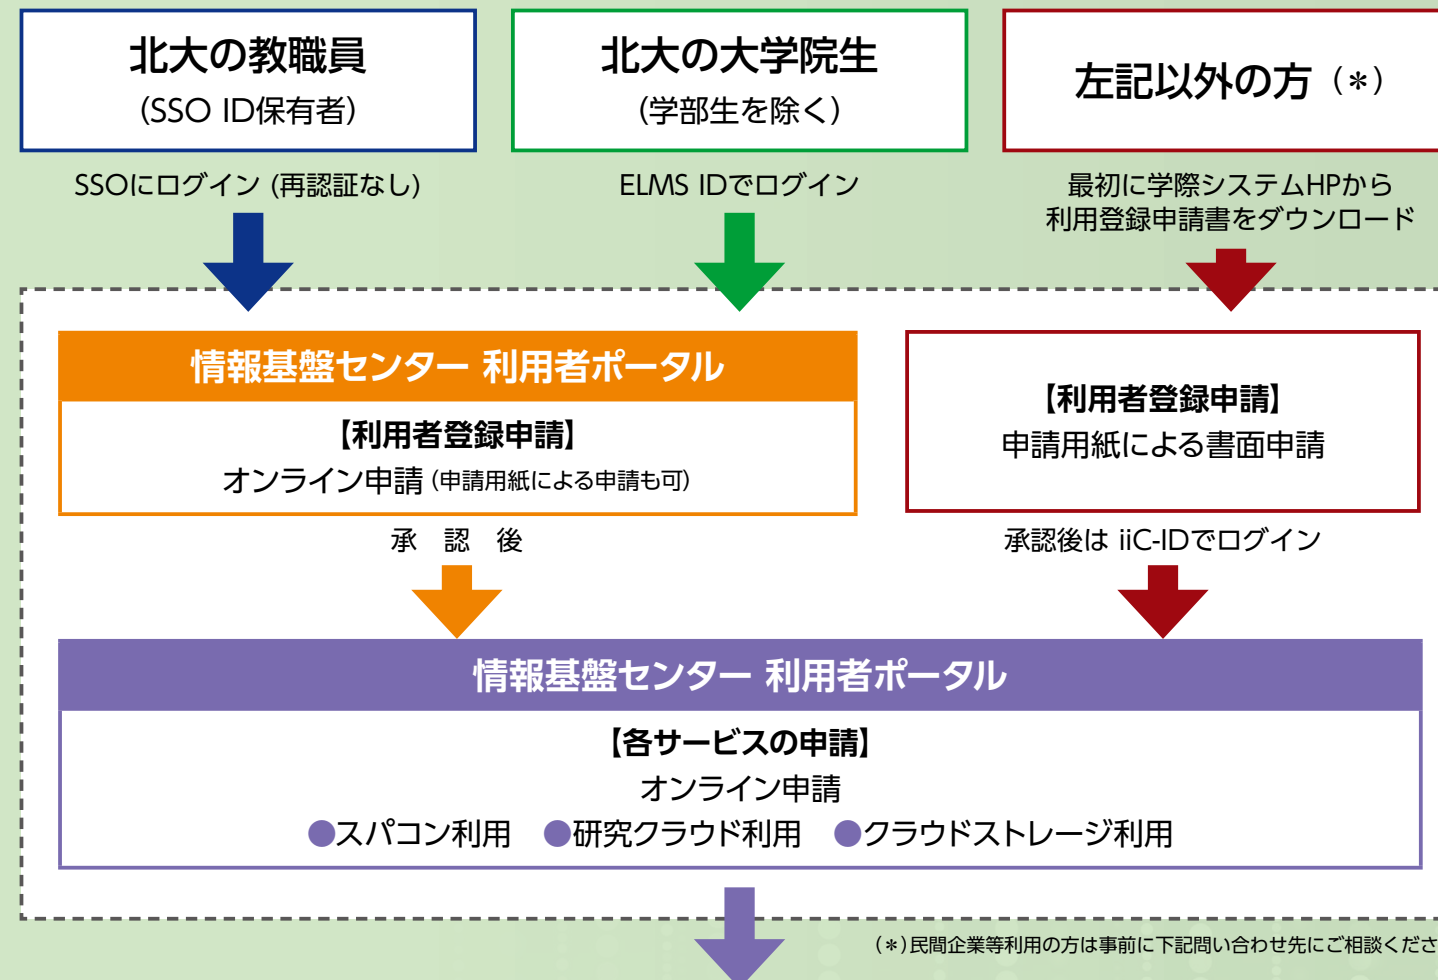 北大の教職員
(SSO ID保有者)
北大の大学院生
(学部生を除く)
左記以外の方（*）
SSOにログイン (再認証なし)
ELMS IDでログイン
最初に学際システムHPから
利用登録申請書をダウンロード
情報基盤センター 利用者ポータル
【利用者登録申請】
オンライン申請 (申請用紙による申請も可)
【利用者登録申請】
申請用紙による書面申請
承 認 後
承認後は iiC-IDでログイン
情報基盤センター 利用者ポータル
【各サービスの申請】
オンライン申請
●スパコン利用 ●研究クラウド利用 ●クラウドストレージ利用
（*）民間企業等利用の方は事前に下記問い合わせ先にご相談くださ